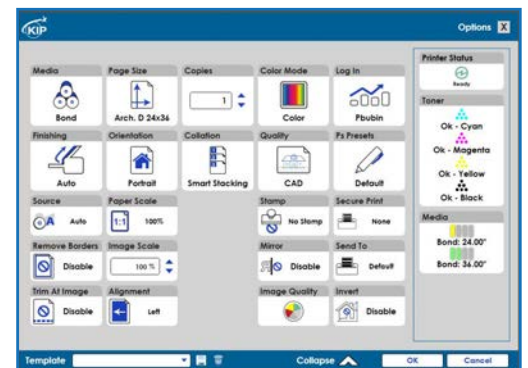 KIP
Options X
Printer Status
Ready
Media
Page Size
Copies
Color Mode
Log In
Bond
Arch. D 24x36
1
Color
Pbubin
Toner
Ok - Cyan
Ok - Magenta
Ok - Yellow
Ok - Black
Finishing
Orientation
Collation
Quality
Ps Presets
Auto
Portrait
Smart Stacking
CAD
Default
Source
Paper Scale
Stamp
Secure Print
A Auto
1:1 100%
No Stamp
None
Media
Bond: 24.00"
Bond: 36.00"
Remove Borders
Image Scale
Mirror
Send To
Disable
100 %
Disable
Default
Trim At Image
Alignment
Image Quality
Invert
Disable
Left
Disable
Template
Collapse
OK
Cancel